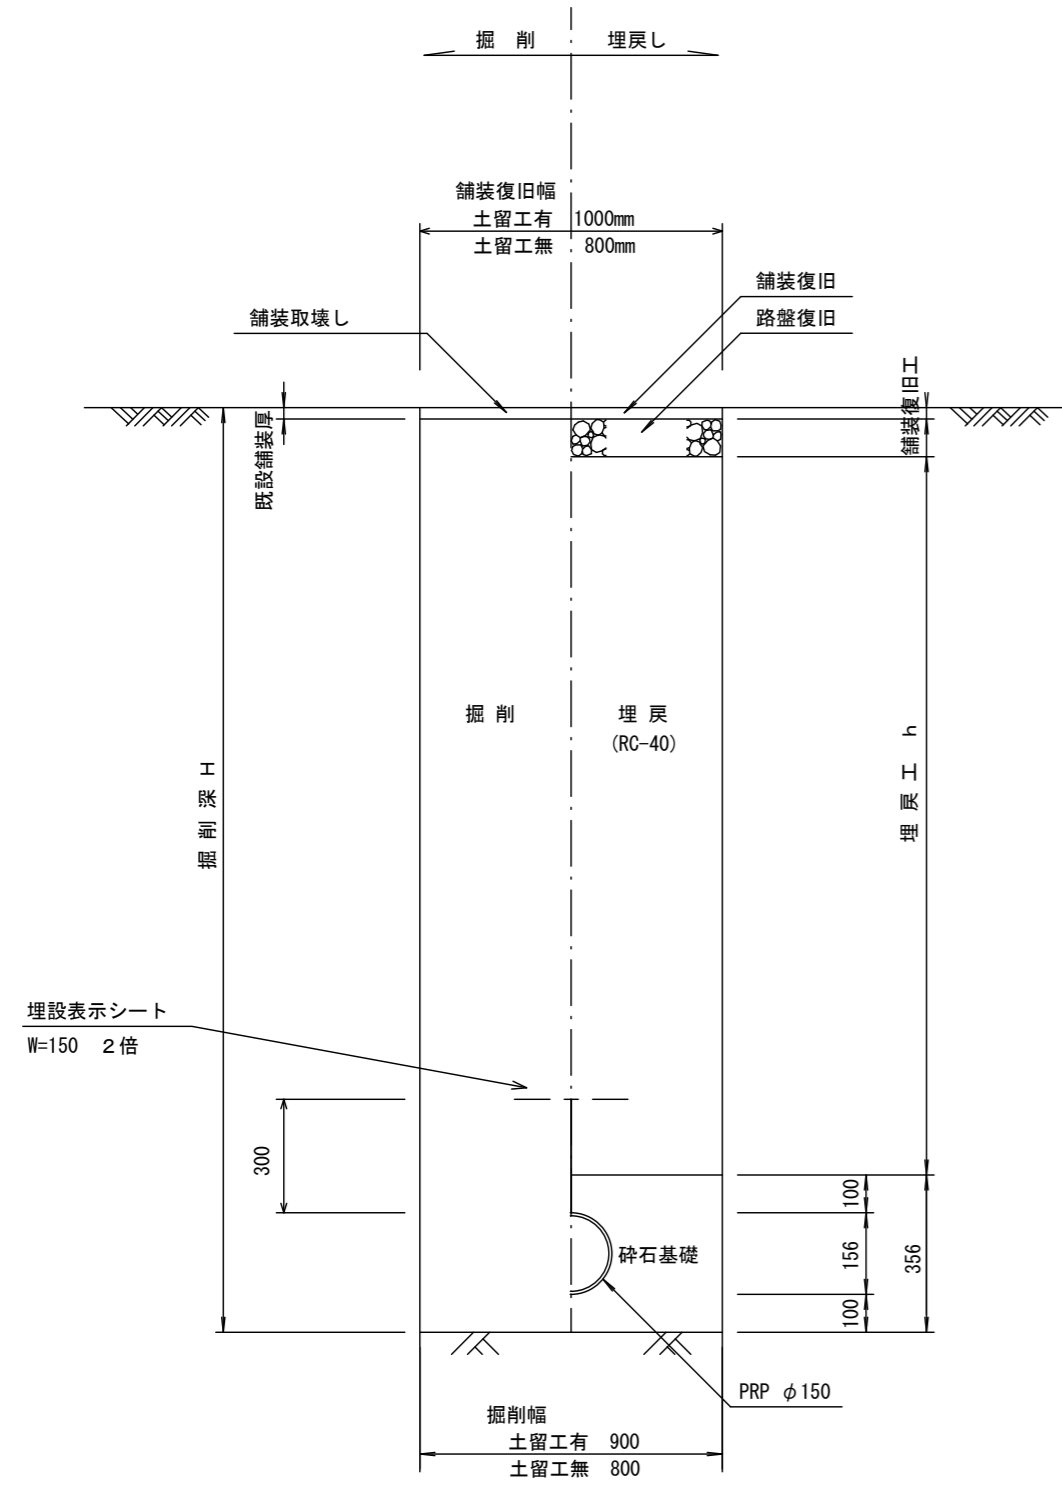 掘 削 埋戻し
舗装復旧幅
土留工有 1000mm
土留工無 800mm
舗装復旧
舗装取壊し
路盤復旧
既設舗装厚
舗装復旧工
掘 削
埋 戻
(RC-40)
掘 削 深 H
埋 戻 工 h
埋設表示シート
W=150 2倍
300
100
156
100
356
砕石基礎
PRP φ150
掘削幅
土留工有 900
土留工無 800